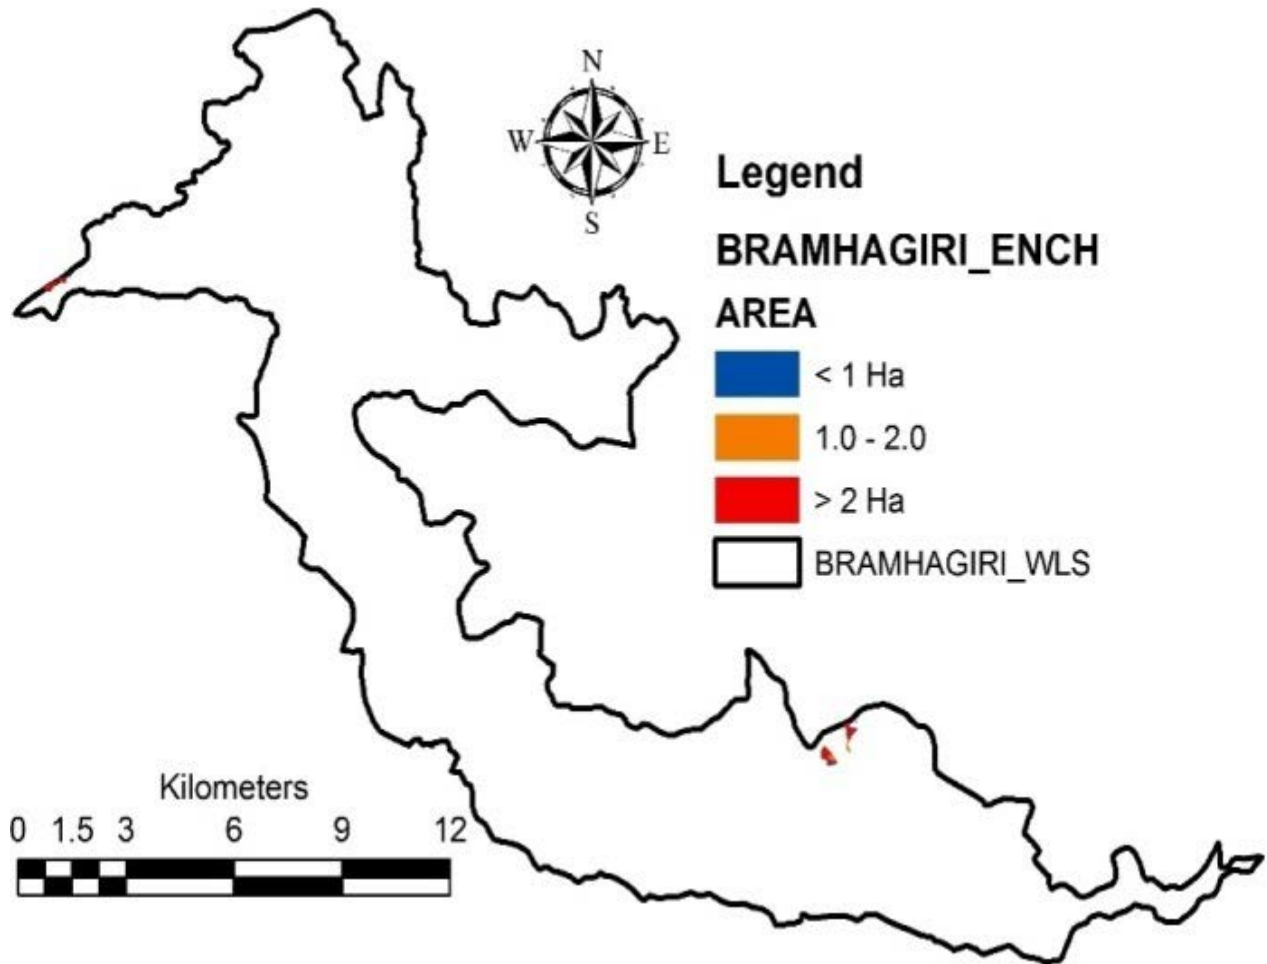 N
W E
S
Legend
BRAMHAGIRI_ENCH
AREA
< 1 Ha
1.0 - 2.0
> 2 Ha
BRAMHAGIRI_WLS
Kilometers
0 1.5 3 6 9 12